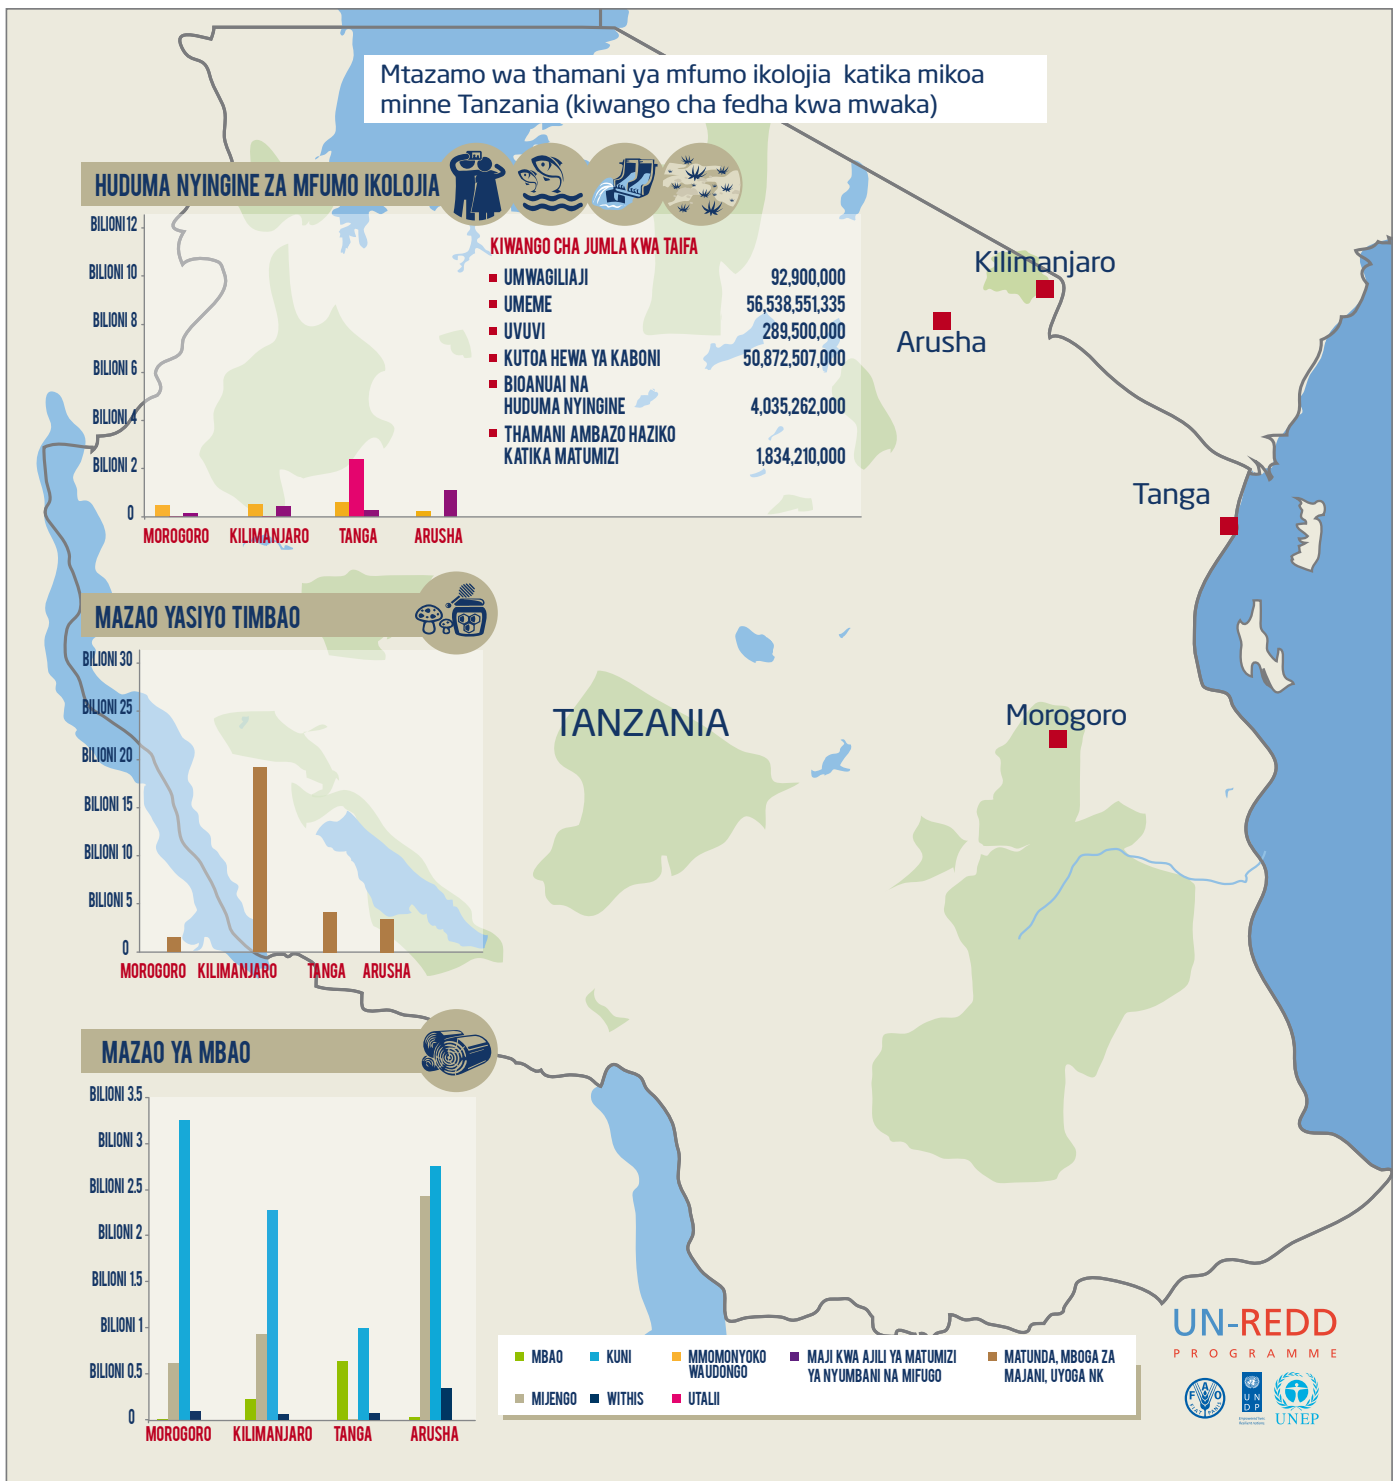 Mtazamo wa thamani ya mfumo ikolojia katika mikoa
minne Tanzania (kiwango cha fedha kwa mwaka)
HUDUMA NYINGINE ZA MFUMO IKOLOJIA
BILIONI 12
BILIONI 10
BILIONI 8
BILIONI 6
BILIONI 4
BILIONI 2
0
MOROGORO KILIMANJARO TANGA ARUSHA
KIWANGO CHA JUMLA KWA TAIFA
UMWAGILIAJI 92,900,000
UMEME 56,538,551,335
UVUVI 289,500,000
KUTOA HEWA YA KABONI 50,872,507,000
BIOANUAI NA
HUDUMA NYINGINE 4,035,262,000
THAMANI AMBAZO HAZIKO
KATIKA MATUMIZI 1,834,210,000
Kilimanjaro
Arusha
Tanga
MAZAO YASIYO TIMBAO
BILIONI 30
BILIONI 25
BILIONI 20
BILIONI 15
BILIONI 10
BILIONI 5
0
MOROGORO KILIMANJARO TANGA ARUSHA
TANZANIA
Morogoro
MAZAO YA MBAO
BILIONI 3.5
BILIONI 3
BILIONI 2.5
BILIONI 2
BILIONI 1.5
BILIONI 1
BILIONI 0.5
0
MOROGORO KILIMANJARO TANGA ARUSHA
MBAO
KUNI
MMOMONYOKO
WAUDONGO
MAJI KWA AJILI YA MATUMIZI
YA NYUMBANI NA MIFUGO
MATUNDA, MBOGA ZA
MAJANI, UYOGA NK
MIJENGO
WITHIS
UTALII
UN-REDD
PROGRAMME
FAO
FIAT PANIS
UN
DP
UNEP